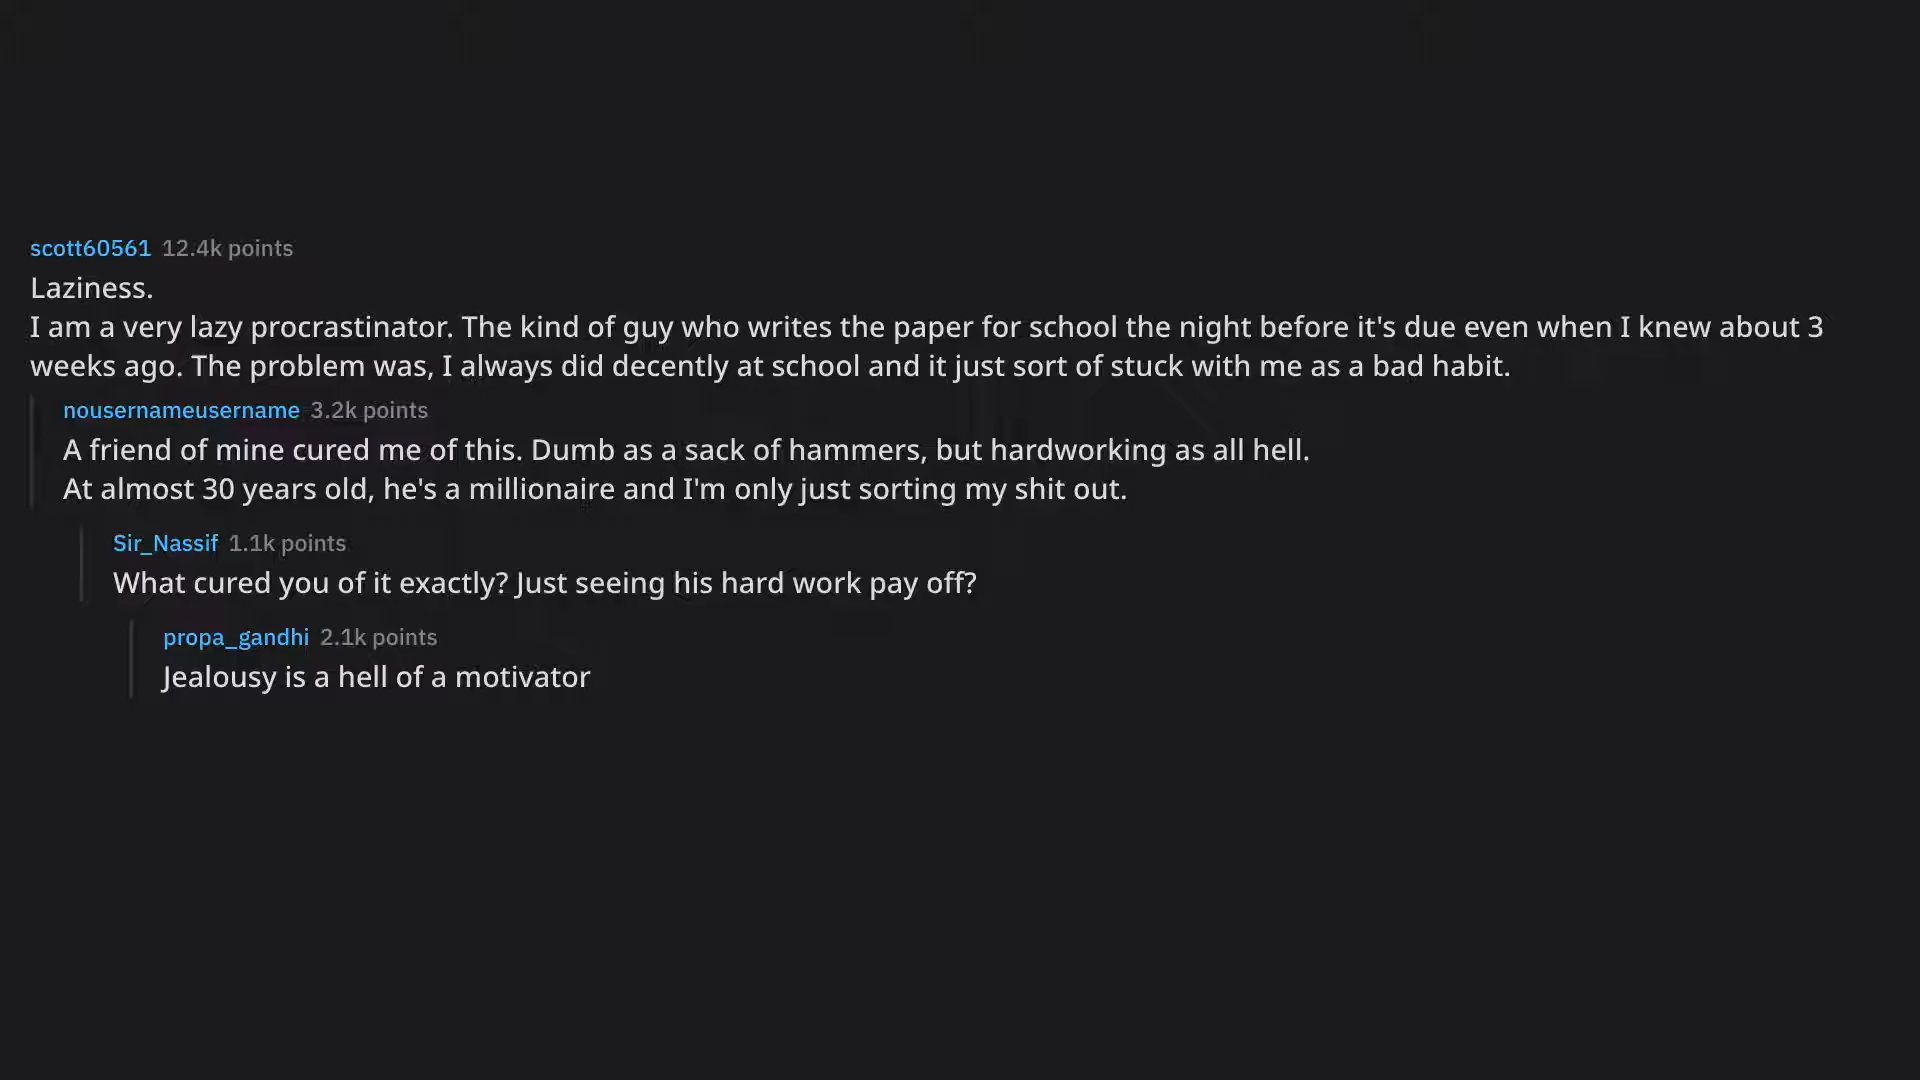 scott60561 12.4k points
Laziness.
I am a very lazy procrastinator. The kind of guy who writes the paper for school the night before it's due even when I knew about 3
weeks ago. The problem was, I always did decently at school and it just sort of stuck with me as a bad habit.
nousernameusername 3.2k points
A friend of mine cured me of this. Dumb as a sack of hammers, but hardworking as all hell.
At almost 30 years old, he's a millionaire and I'm only just sorting my shit out.
Sir_Nassif 1.1k points
What cured you of it exactly? Just seeing his hard work pay off?
propa_gandhi 2.1k points
Jealousy is a hell of a motivator